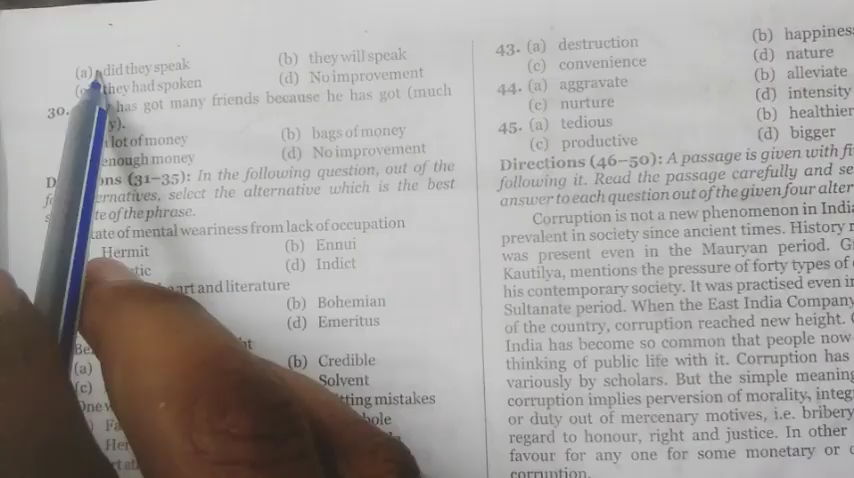 (a) did they speak (b) they will speak
they had spoken (d) No improvement
30. has got many friends because he has got (much
y).
lot of money (b) bags of money
enough money (d) No improvement
ons (31–35): In the following question, out of the
ernatives, select the alternative which is the best
te of the phrase.
tate of mental weariness from lack of occupation
Hermit (b) Ennui
tic (d) Indict
art and literature
(b) Bohemian
(d) Emeritus
Be
(a) (b) Credible
(c) Solvent
One tting mistakes
Fa
Her
43. (a) destruction (b) happines
(c) convenience (d) nature
44. (a) aggravate (b) alleviate
(c) nurture (d) intensity
45. (a) tedious (b) healthier
(c) productive (d) bigger
Directions (46–50): A passage is given with fi
following it. Read the passage carefully and se
answer to each question out of the given four alter
Corruption is not a new phenomenon in India
prevalent in society since ancient times. History r
was present even in the Mauryan period. G
Kautilya, mentions the pressure of forty types of
his contemporary society. It was practised even in
Sultanate period. When the East India Company
of the country, corruption reached new height.
India has become so common that people now
thinking of public life with it. Corruption has
variously by scholars. But the simple meaning
corruption implies perversion of morality, integ
or duty out of mercenary motives, i.e. bribery
regard to honour, right and justice. In other
favour for any one for some monetary or
corruption.